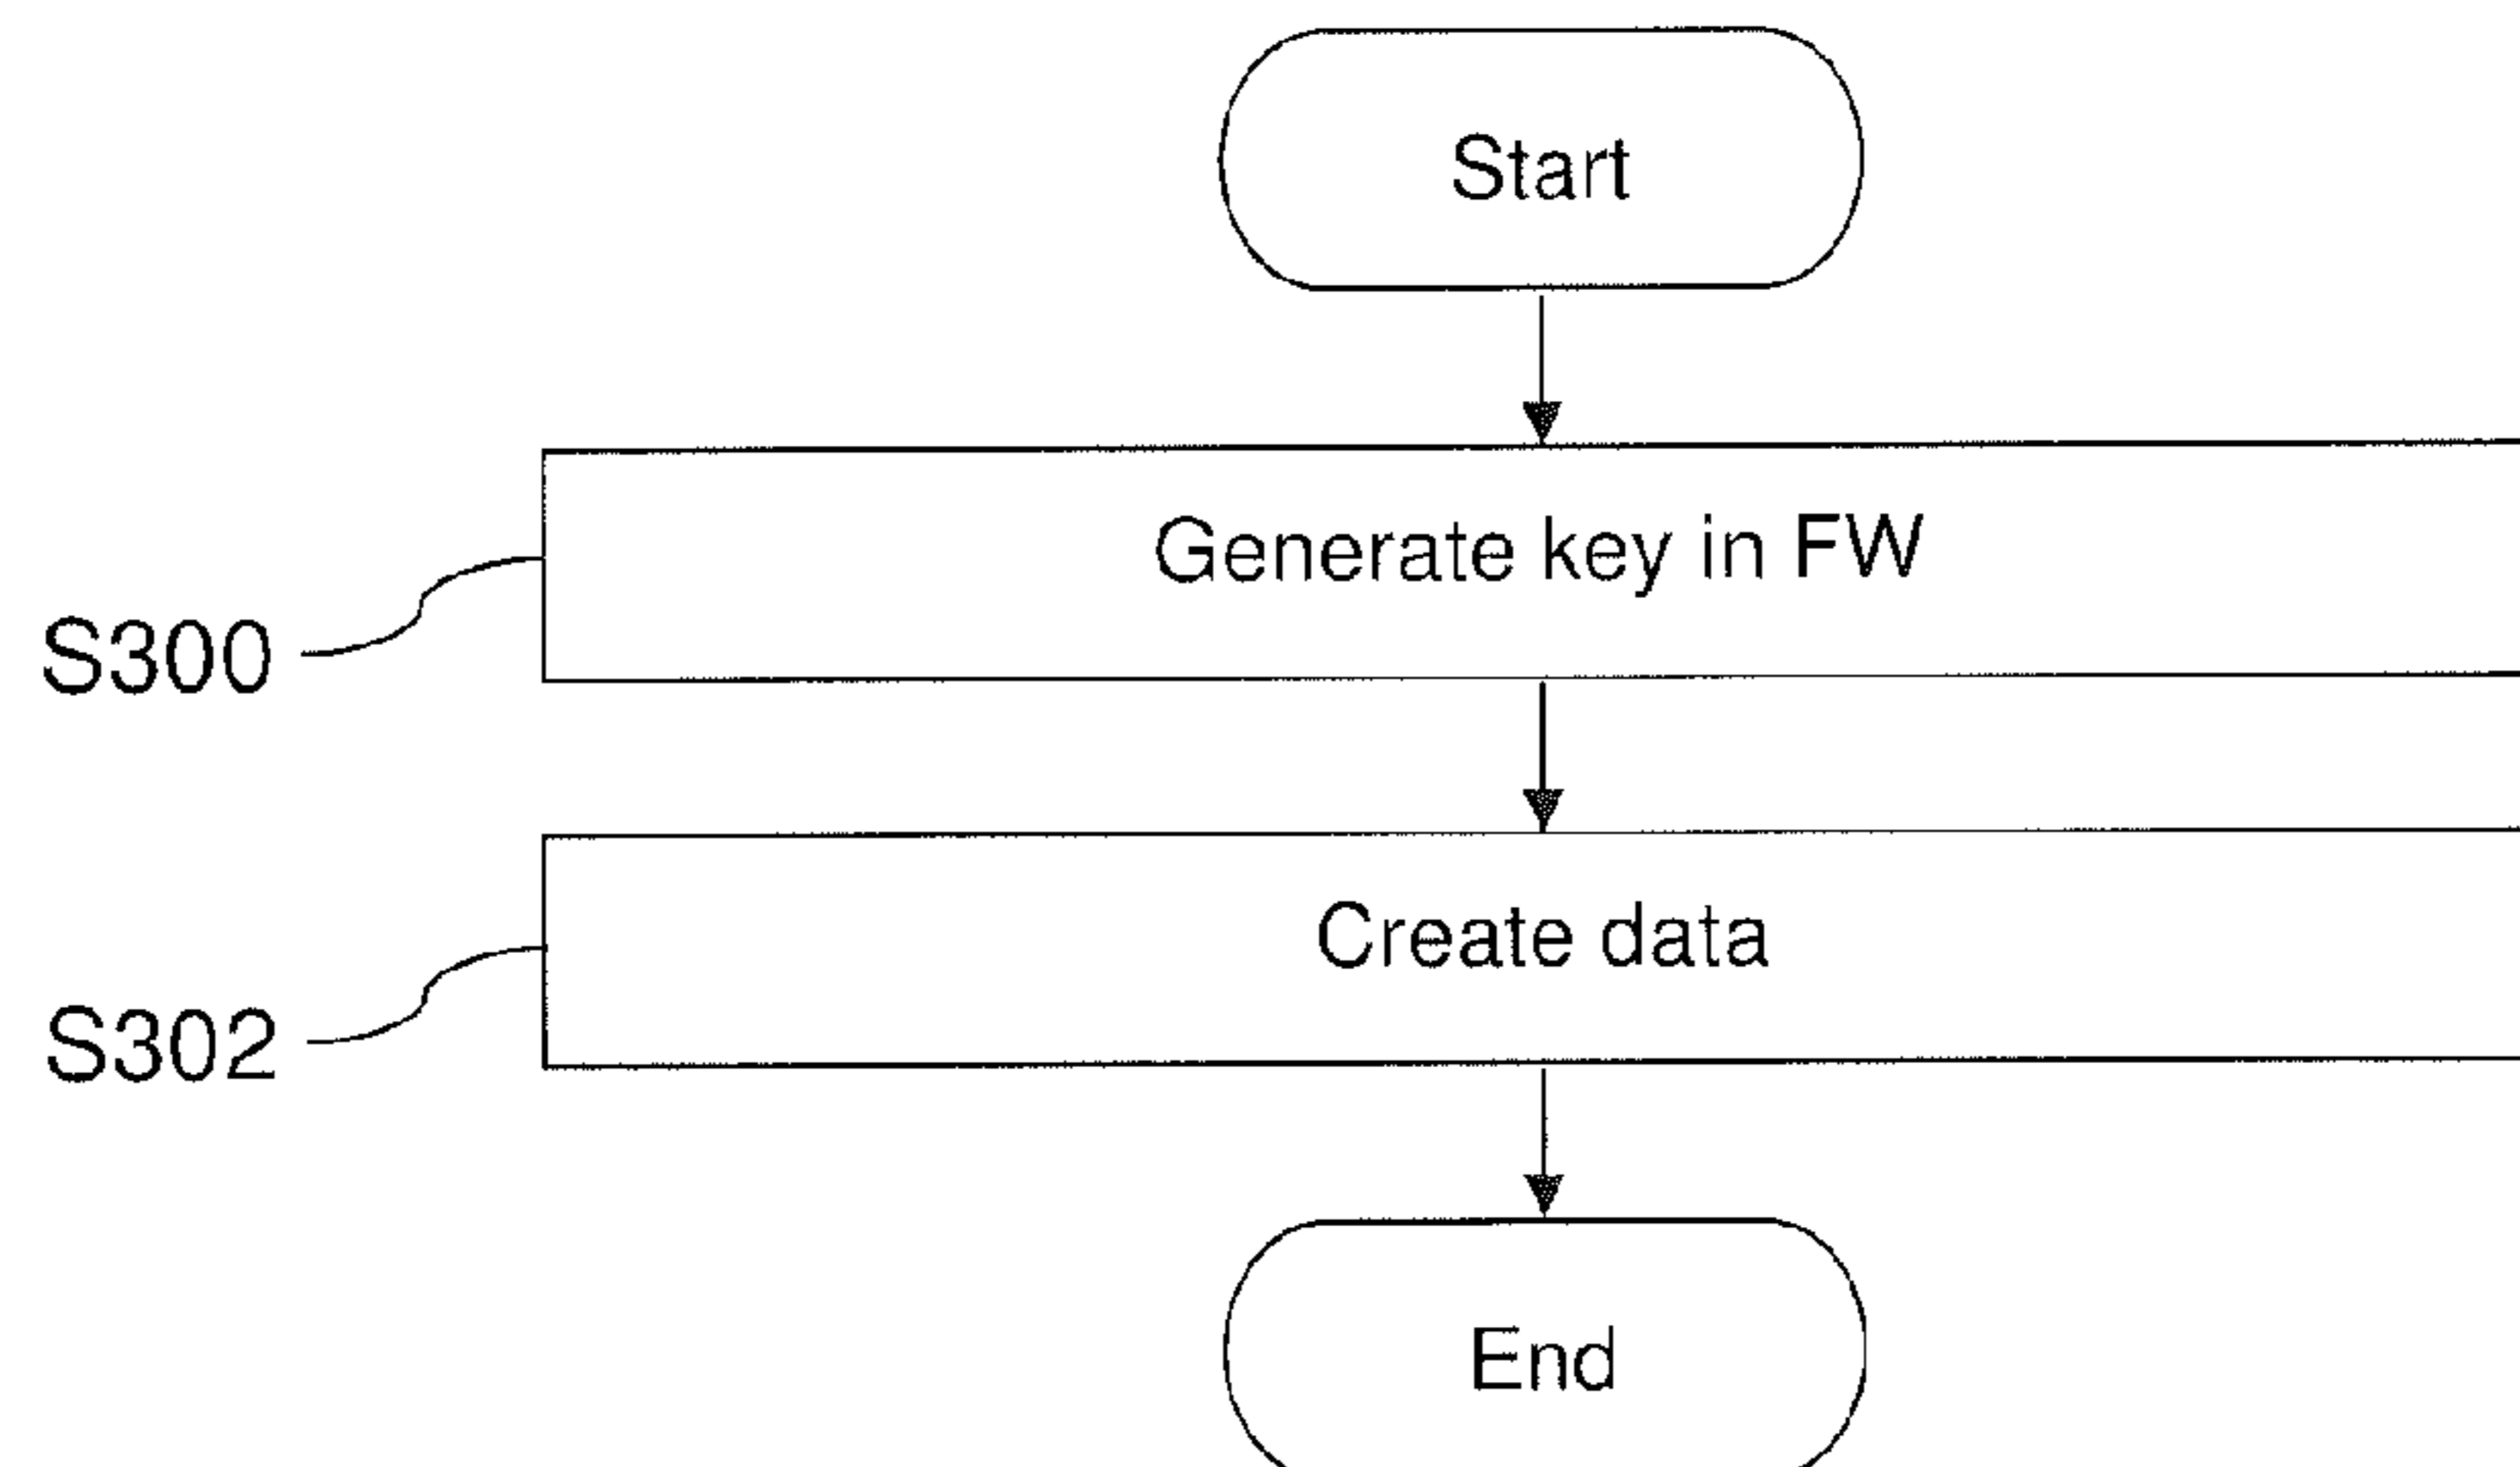 Start
Generate key in FW
S300
Create data
S302
End